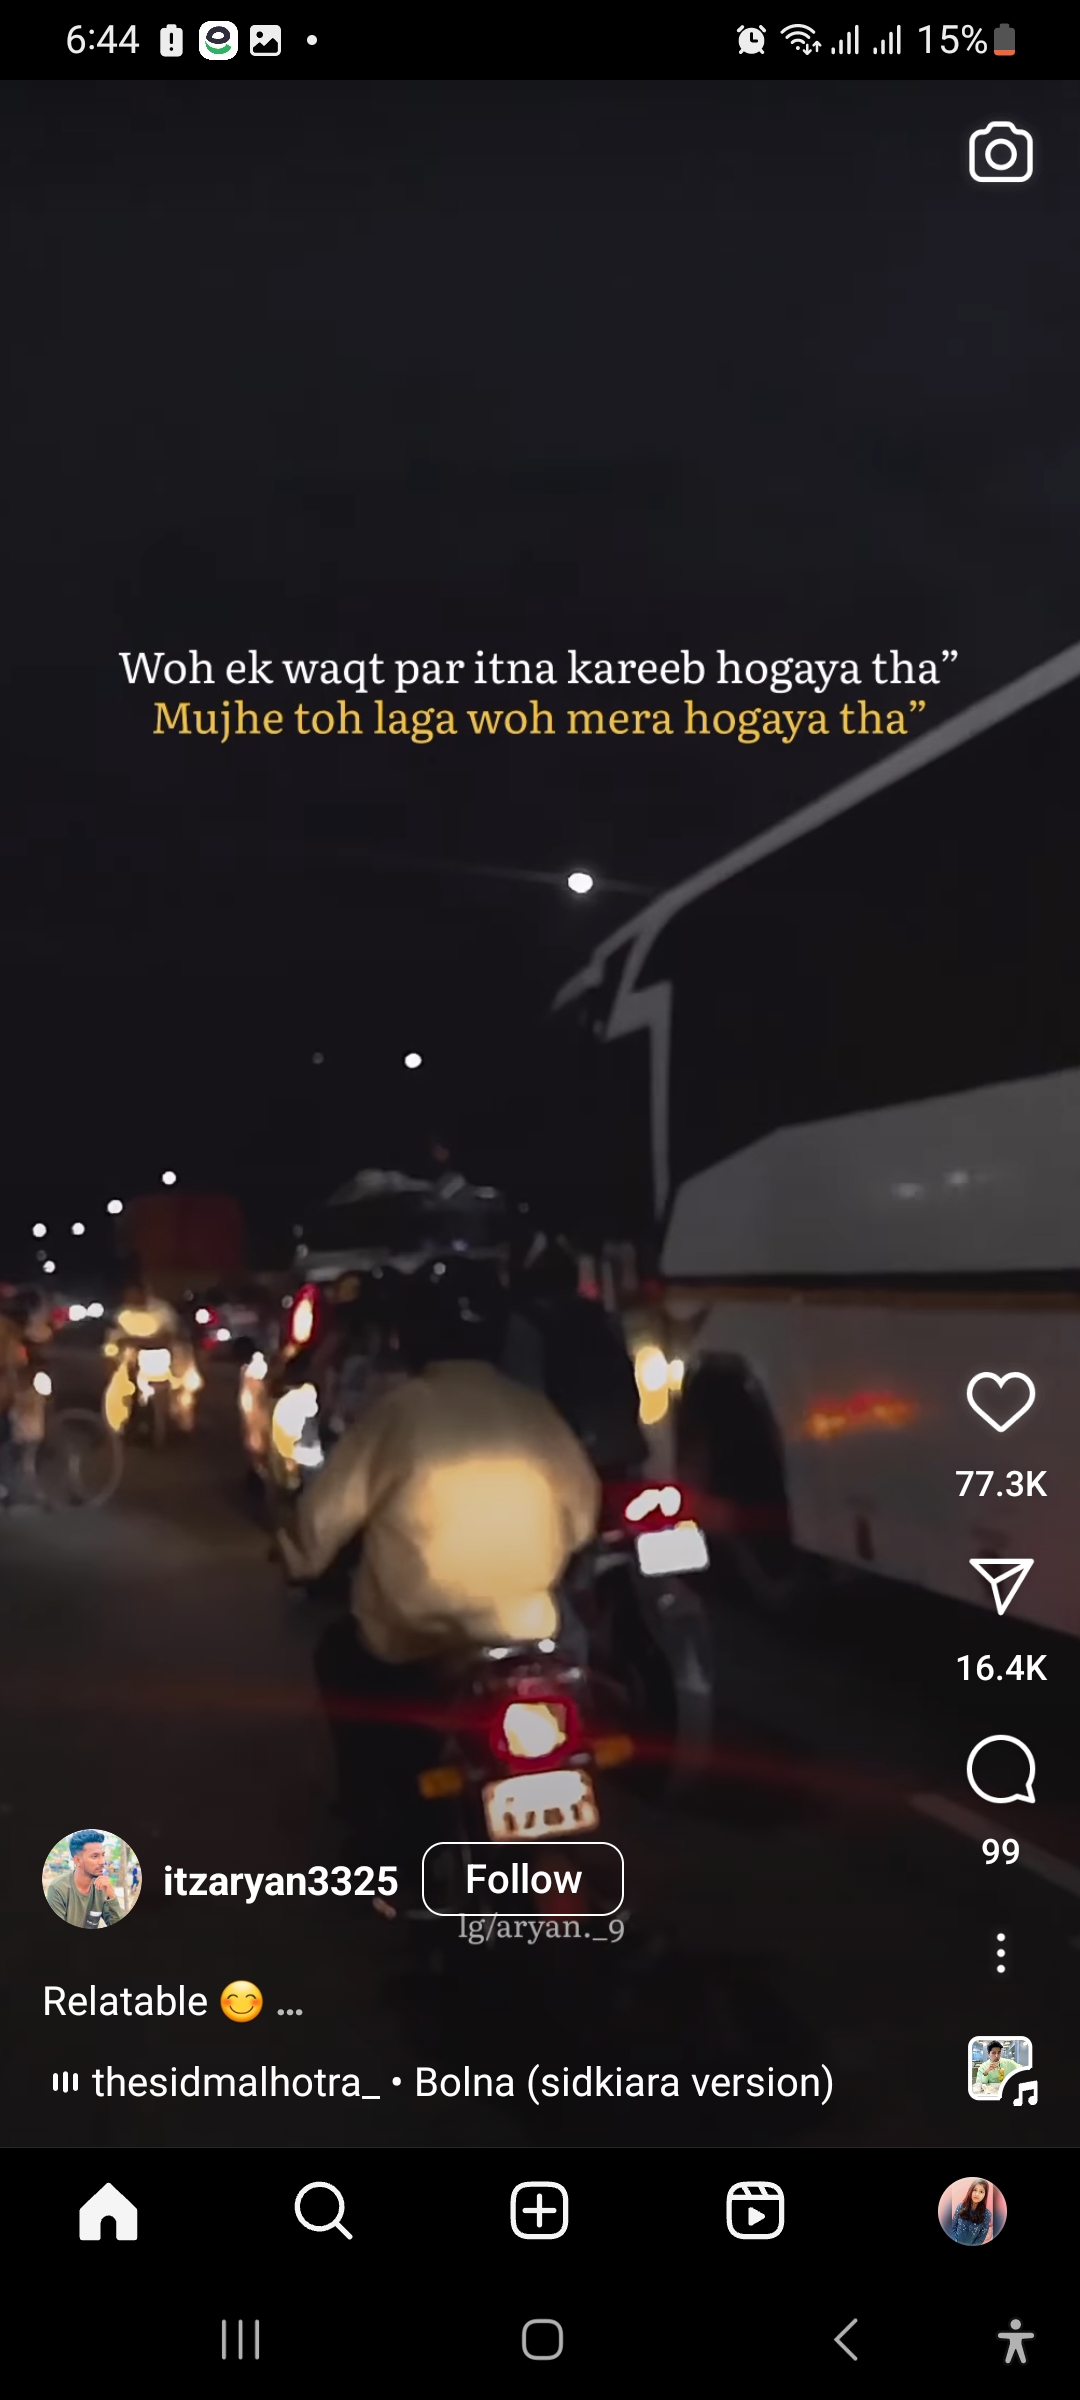 6:44
15%
Woh ek waqt par itna kareeb hogaya tha”
Mujhe toh laga woh mera hogaya tha”
77.3K
16.4K
99
itzaryan3325 Follow
lg/aryan._9
Relatable 😊 ...
thesidmalhotra_ • Bolna (sidkiara version)